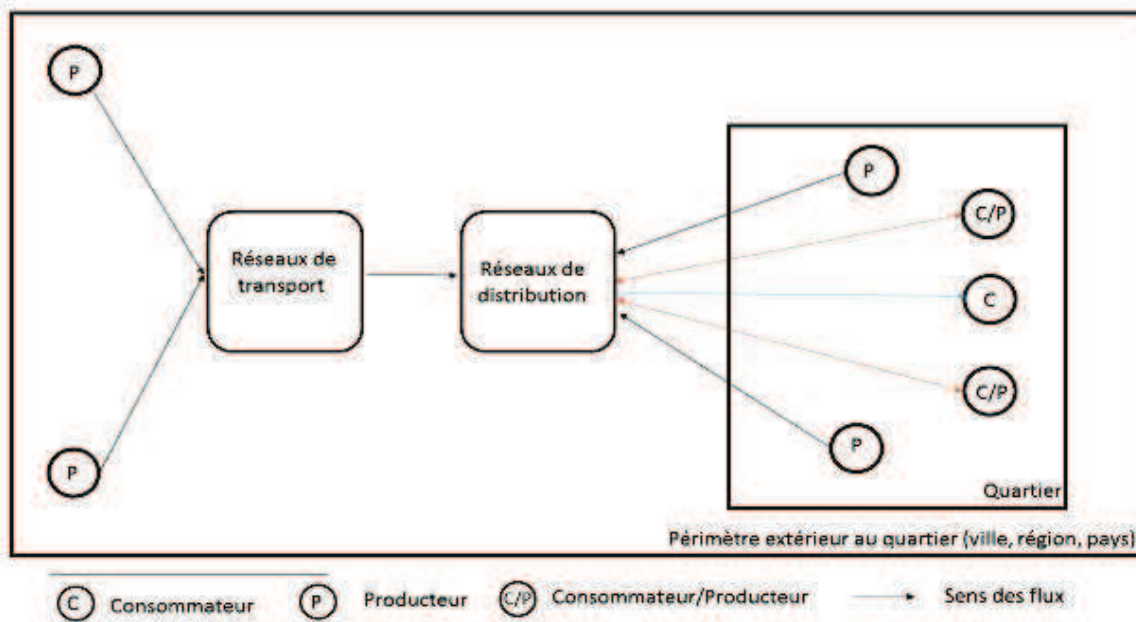 P
P
C/P
Réseaux de
transport
Réseaux de
distribution
C
C/P
P
P
Quartier
Périmètre extérieur au quartier (ville, région, pays)
C Consommateur P Producteur C/P Consommateur/Producteur Sens des flux